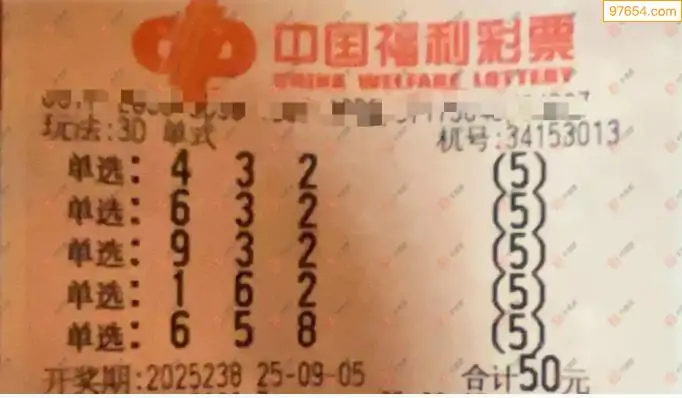 97654.com
中国福利彩票
CHINA WELFARE LOTTERY
玩法:3D 单式 机号:34153013
单选: 4 3 2 (5)
单选: 6 3 2 (5)
单选: 9 3 2 (5)
单选: 1 6 2 (5)
单选: 6 5 8 (5)
开奖期:2025238 25-09-05 合计50元